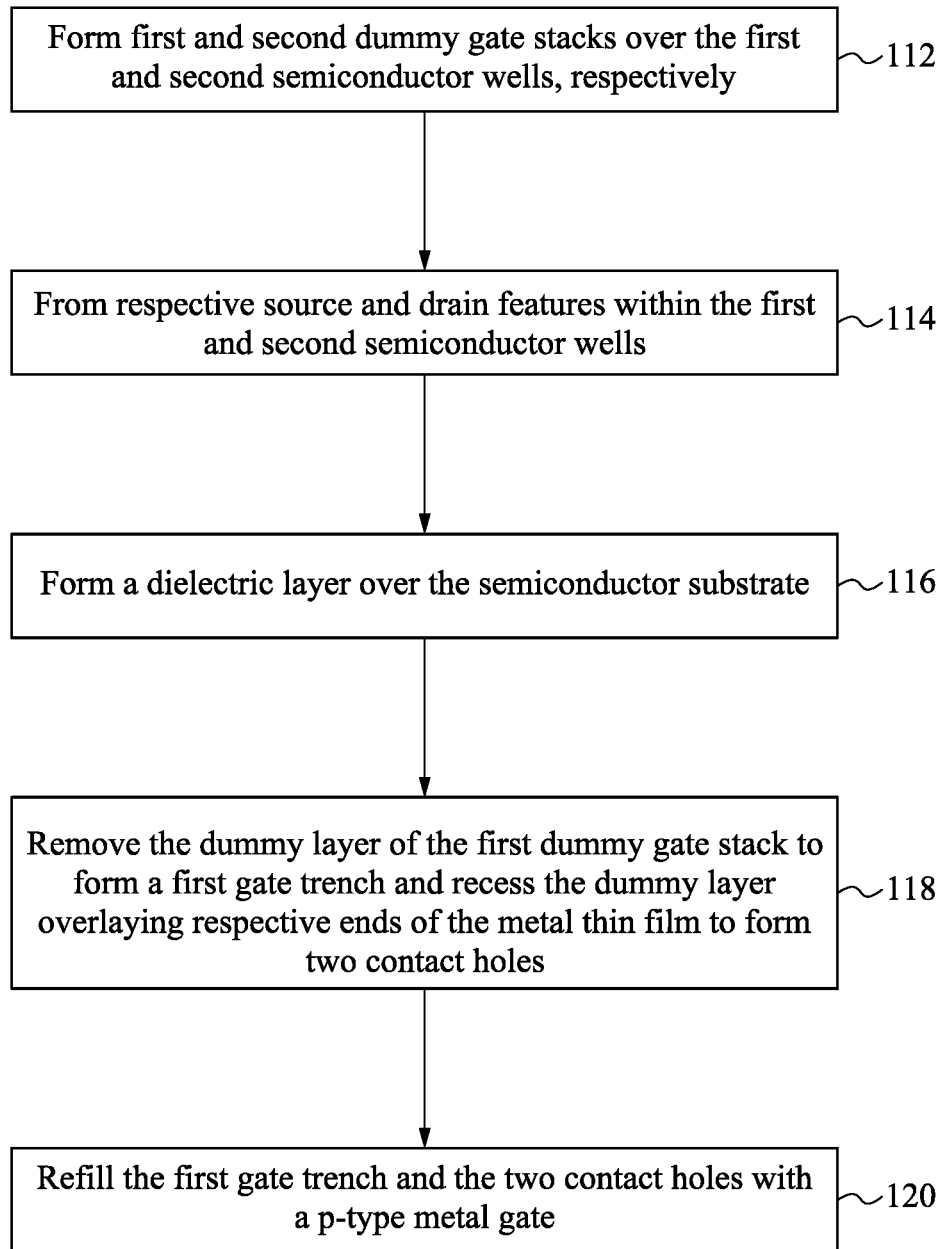 Form first and second dummy gate stacks over the first
and second semiconductor wells, respectively
112
From respective source and drain features within the first
and second semiconductor wells
114
Form a dielectric layer over the semiconductor substrate
116
Remove the dummy layer of the first dummy gate stack to
form a first gate trench and recess the dummy layer
overlaying respective ends of the metal thin film to form
two contact holes
118
Refill the first gate trench and the two contact holes with
a p-type metal gate
120